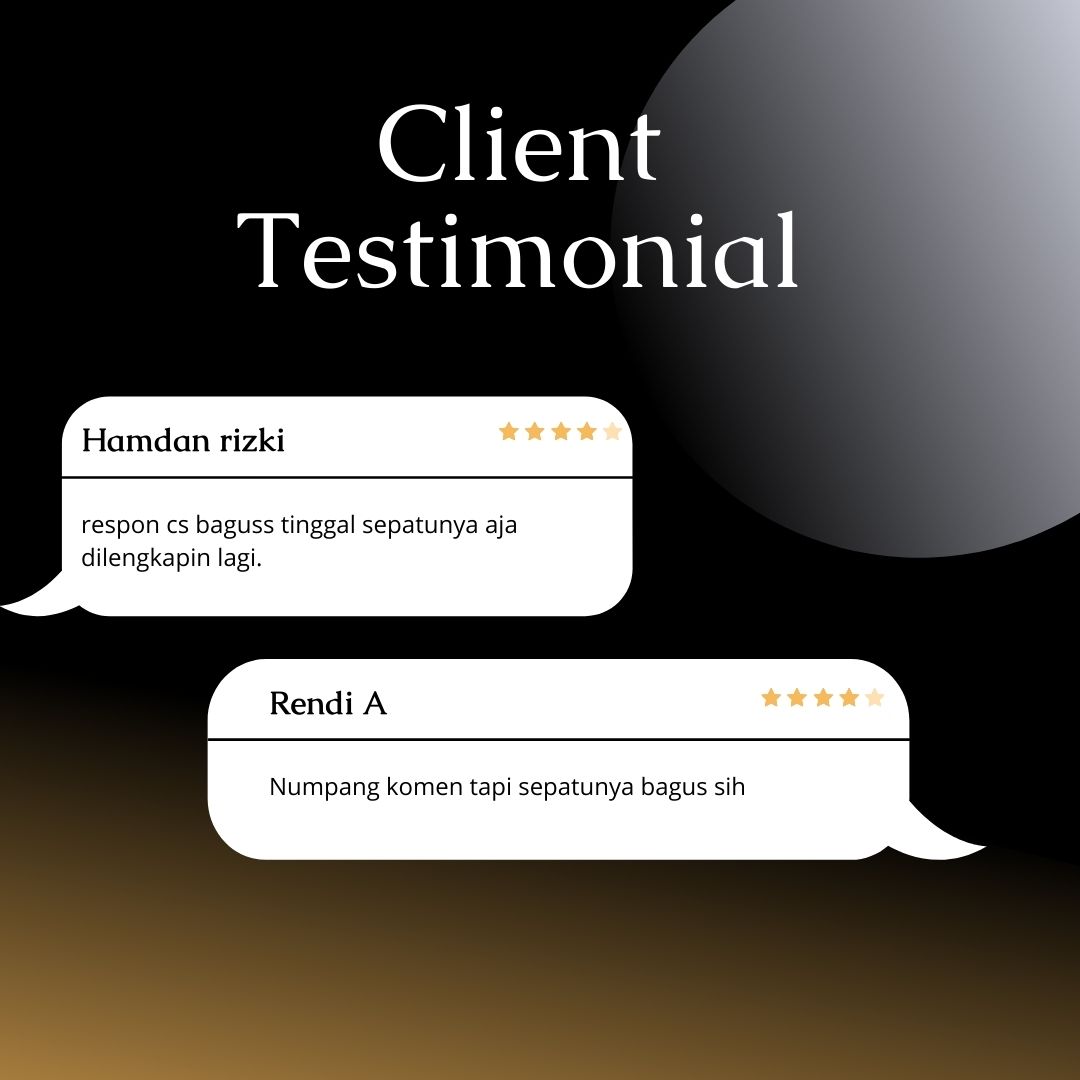 Client
Testimonial
Hamdan rizki
respon cs baguss tinggal sepatunya aja
dilengkapin lagi.
Rendi A
Numpang komen tapi sepatunya bagus sih